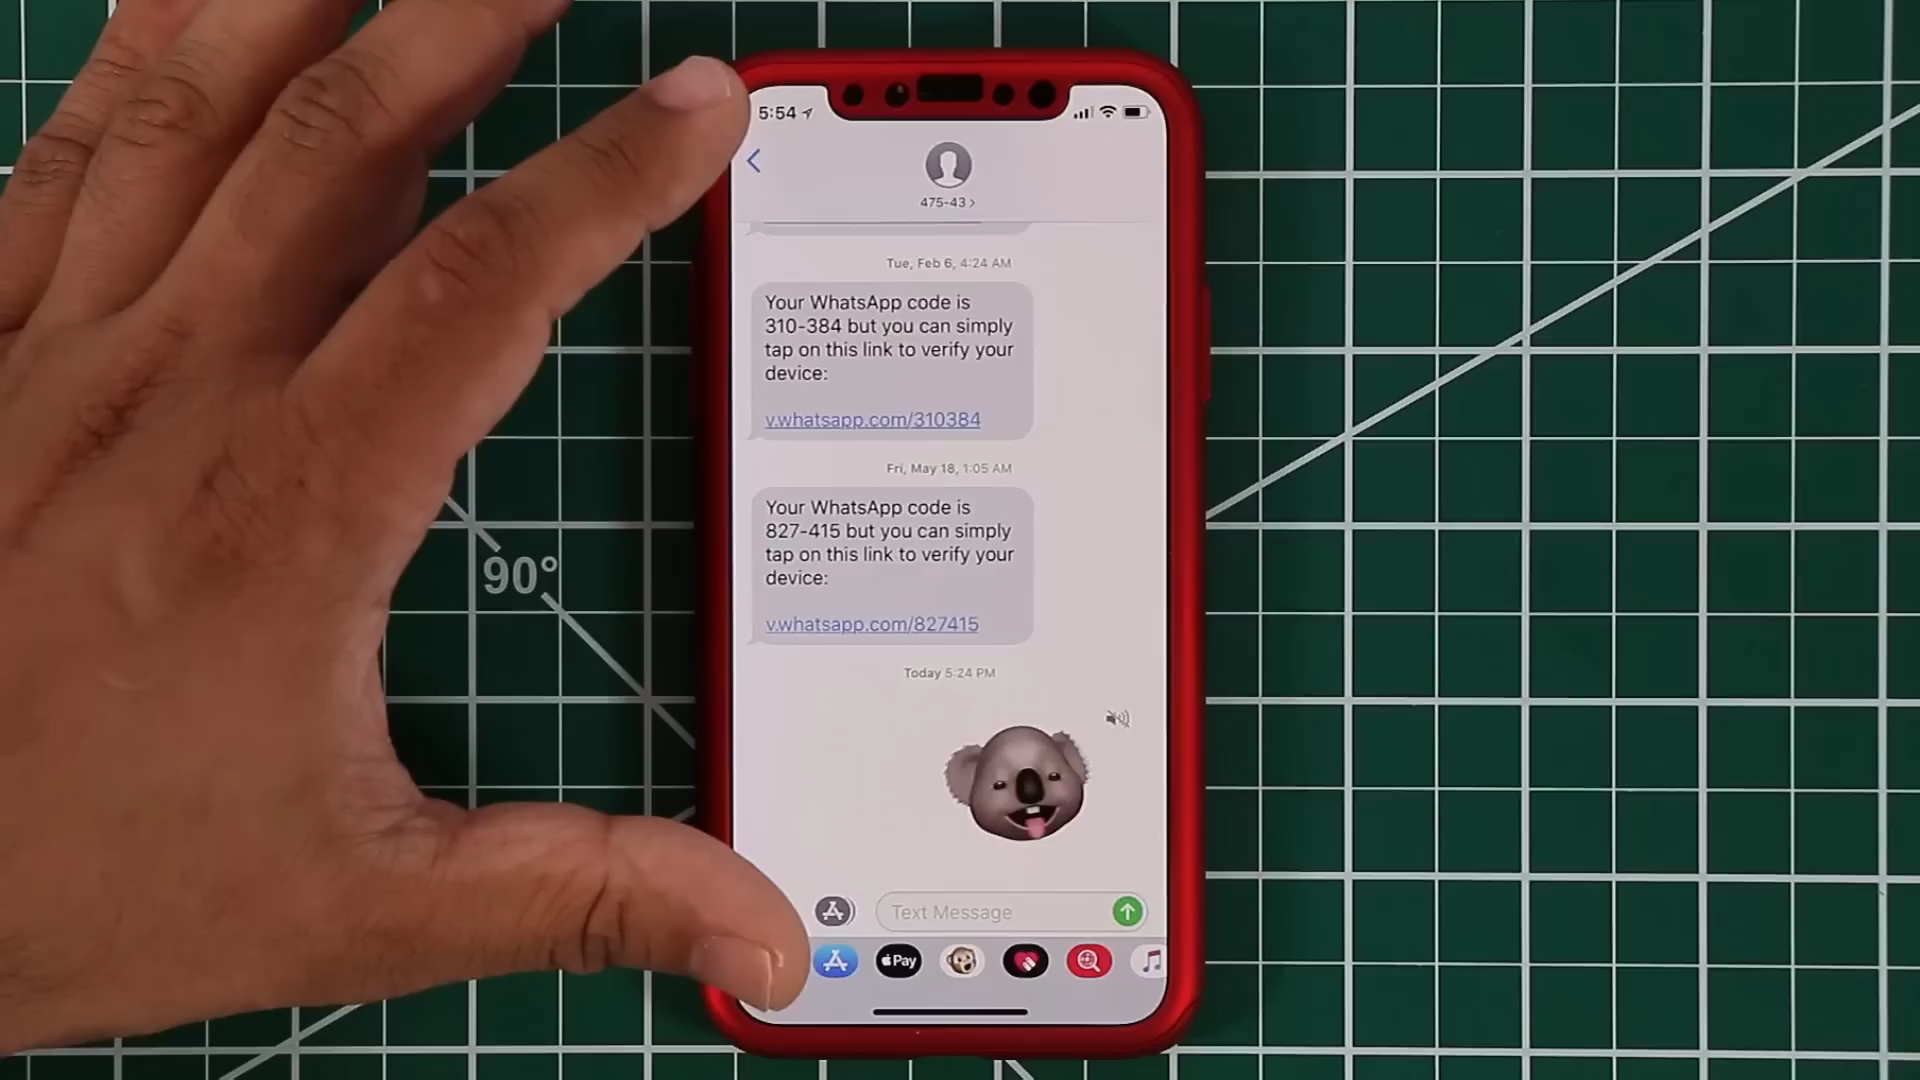 5:54
475-43 >
Tue, Feb 6, 4:24 AM
Your WhatsApp code is
310-384 but you can simply
tap on this link to verify your
device:
v.whatsapp.com/310384
Fri, May 18, 1:05 AM
Your WhatsApp code is
827-415 but you can simply
tap on this link to verify your
device:
v.whatsapp.com/827415
Today 5:24 PM
Text Message
Pay
90°